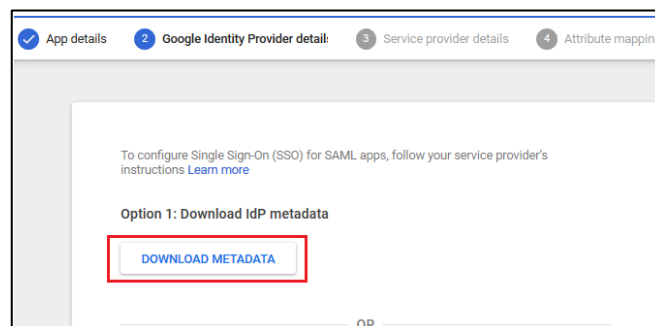 App details 2 Google Identity Provider detail 3 Service provider details 4 Attribute mappin
To configure Single Sign-On (SSO) for SAML apps, follow your service provider's
instructions Learn more
Option 1: Download IdP metadata
DOWNLOAD METADATA
OR